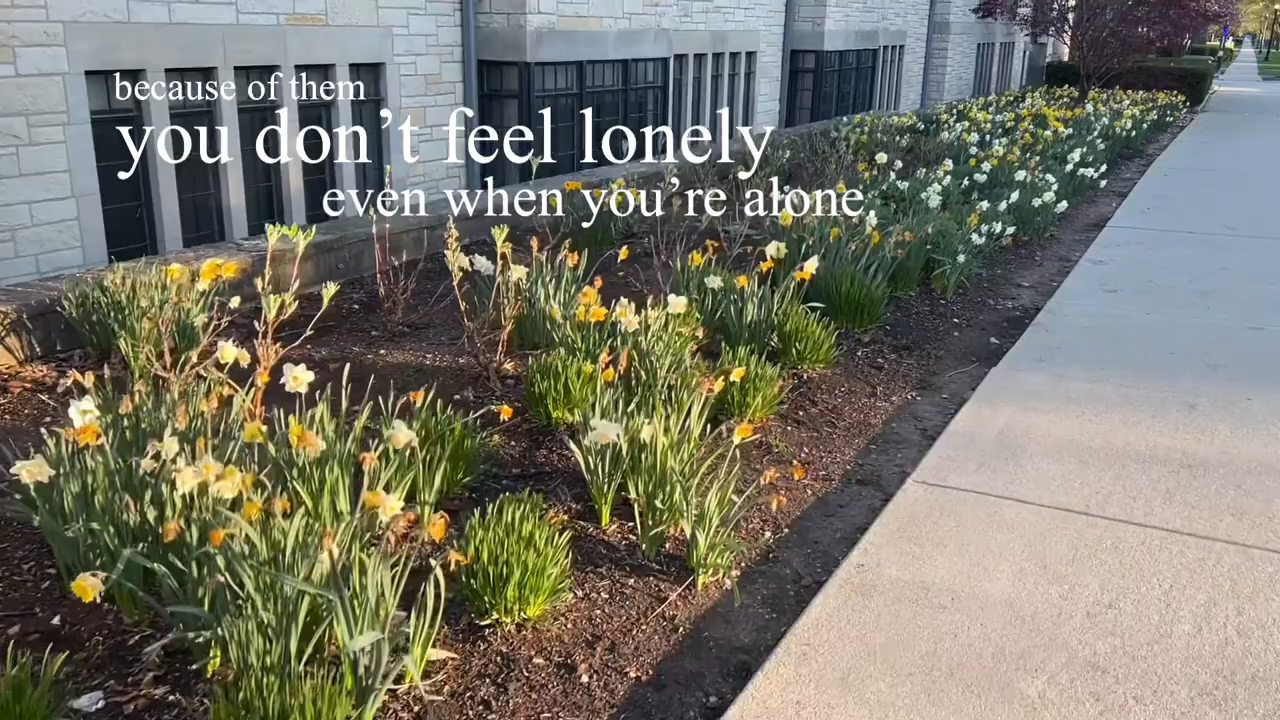 because of them
you don’t feel lonely
even when you’re alone